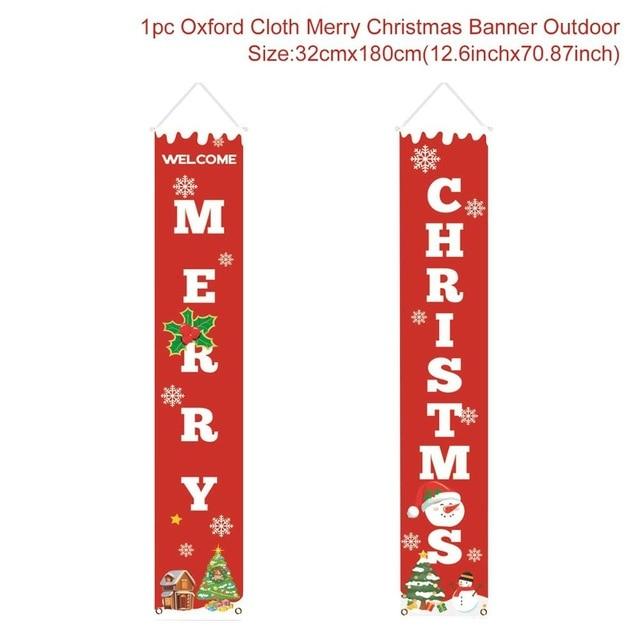 1pc Oxford Cloth Merry Christmas Banner Outdoor
Size:32cmx180cm(12.6inchx70.87inch)
WELCOME
M
E
R
R
Y
C
H
R
I
S
T
M
S